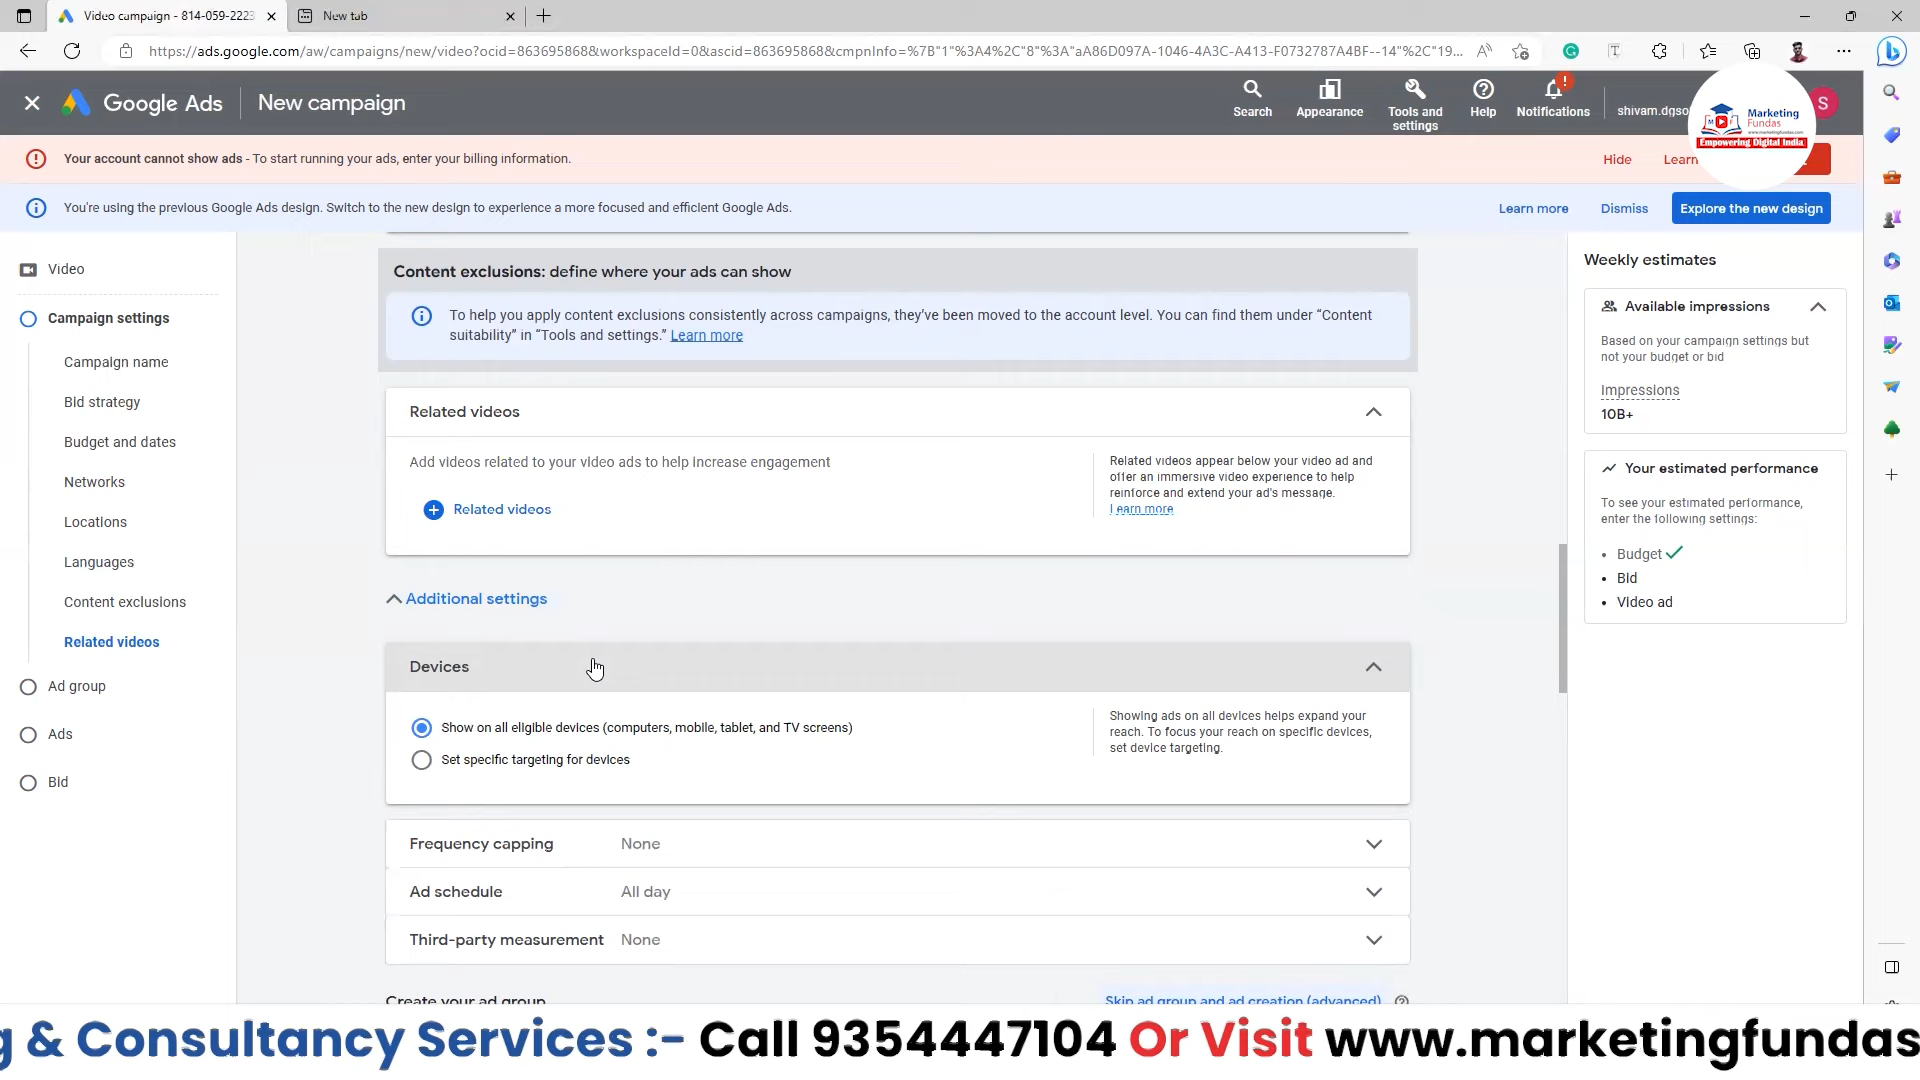 Video campaign - 814-059-2223
New tab
https://ads.google.com/aw/campaigns/new/video?ocid=863695868&workspaceId=0&ascid=863695868&cmpnInfo=%7B"1"%3A4%2C"8"%3A"aA86D097A-1046-4A3C-A413-F0732787A4BF--14"%2C"19...
Google Ads
New campaign
Search
Appearance
Tools and
settings
Help
Notifications
shivam.dgso
S
Marketing
Fundas
www.marketingfundas.com
Empowering Digital India
Your account cannot show ads - To start running your ads, enter your billing information.
Hide
Learn
You're using the previous Google Ads design. Switch to the new design to experience a more focused and efficient Google Ads.
Learn more
Dismiss
Explore the new design
Video
Campaign settings
Campaign name
Bid strategy
Budget and dates
Networks
Locations
Languages
Content exclusions
Related videos
Ad group
Ads
Bid
Content exclusions: define where your ads can show
To help you apply content exclusions consistently across campaigns, they've been moved to the account level. You can find them under “Content
suitability” in “Tools and settings.” Learn more
Related videos
Add videos related to your video ads to help increase engagement
Related videos
Related videos appear below your video ad and
offer an immersive video experience to help
reinforce and extend your ad's message.
Learn more
Additional settings
Devices
Show on all eligible devices (computers, mobile, tablet, and TV screens)
Set specific targeting for devices
Showing ads on all devices helps expand your
reach. To focus your reach on specific devices,
set device targeting.
Frequency capping None
Ad schedule All day
Third-party measurement None
Create your ad group
Skip ad group and ad creation (advanced)
Weekly estimates
Available impressions
Based on your campaign settings but
not your budget or bid
Impressions
10B+
Your estimated performance
To see your estimated performance,
enter the following settings:
• Budget
• Bid
• Video ad
g & Consultancy Services :- Call 9354447104 Or Visit www.marketingfundas